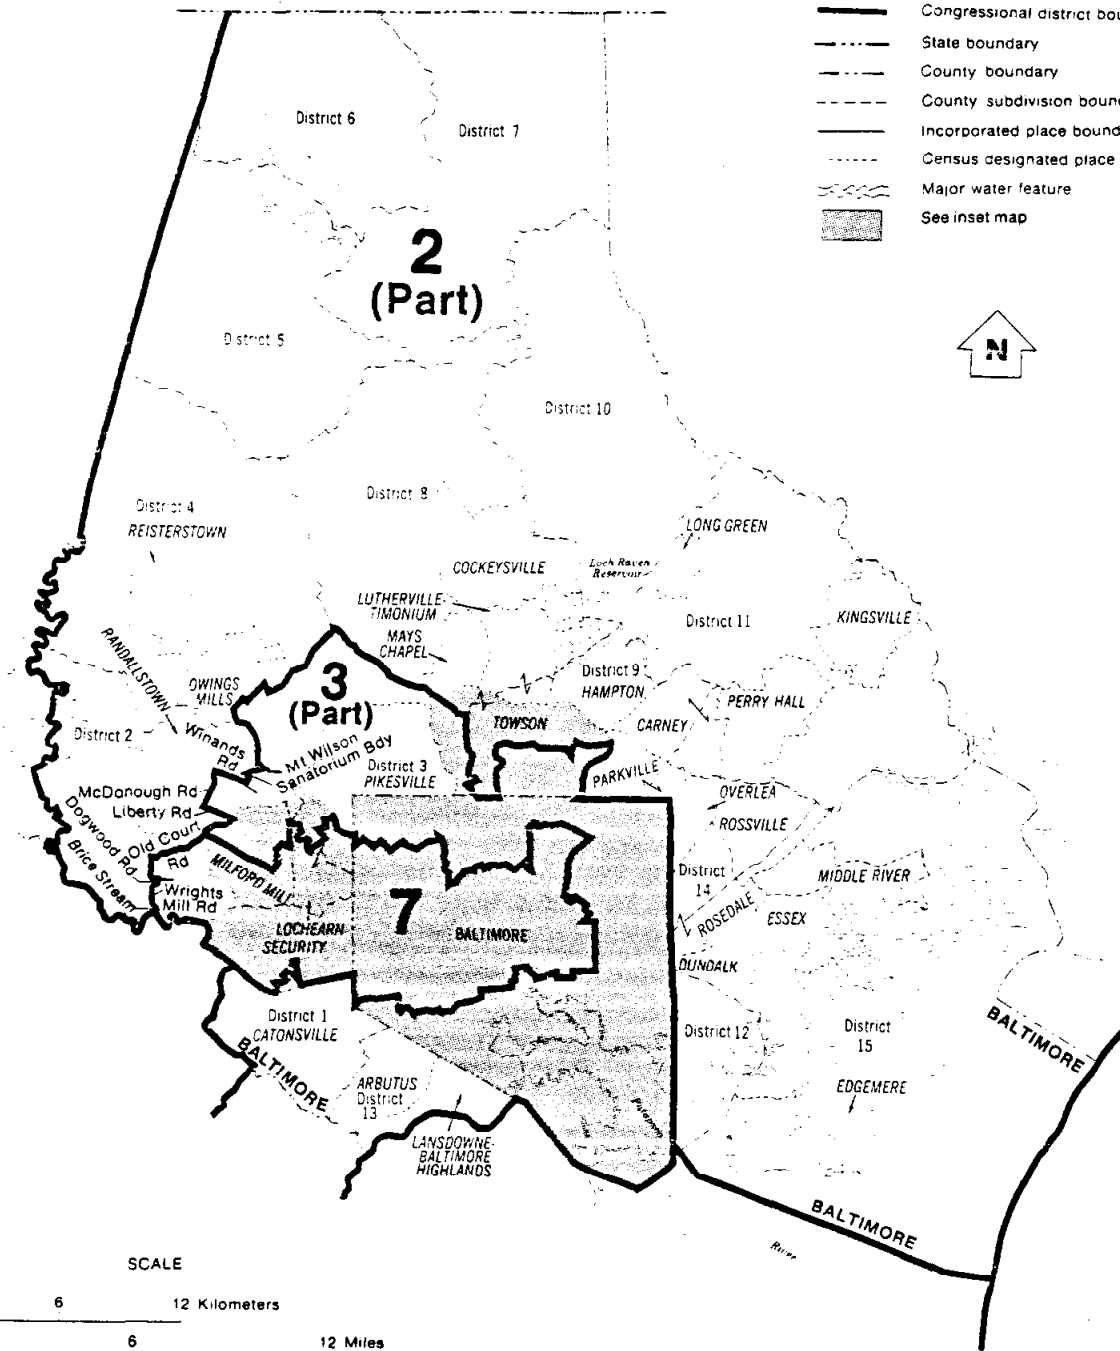 Congressional district bou
State boundary
County boundary
County subdivision boun
Incorporated place bound
Census designated place
Major water feature
See inset map
N
District 6
District 7
2
(Part)
District 5
District 10
District 4
REISTERSTOWN
District 8
LONG GREEN
COCKEYSVILLE
Loch Raven
Reservoir
LUTHERVILLE-
TIMONIUM
MAYS
CHAPEL
District 11
KINGSVILLE
RANDALLSTOWN
OWINGS
MILLS
3
(Part)
District 9
HAMPTON
PERRY HALL
TOWSON
CARNEY
District 2
Winands
Rd
Mt Wilson
Sanatorium Bdy
District 3
PIKESVILLE
PARKVILLE
McDonough Rd
Liberty Rd
Old Court
Rd
Dogwood Rd
Brice Stream
Wrights
Mill Rd
MILFORD MILL
OVERLEA
ROSSVILLE
District
14
MIDDLE RIVER
ROSEDALE
ESSEX
7
LOCHEARN
SECURITY
BALTIMORE
DUNDALK
District 1
CATONSVILLE
District 12
District
15
BALTIMORE
BALTIMORE
EDGEMERE
ARBUTUS
District
13
Patapsco
LANSDOWNE-
BALTIMORE
HIGHLANDS
BALTIMORE
River
SCALE
6 12 Kilometers
6 12 Miles